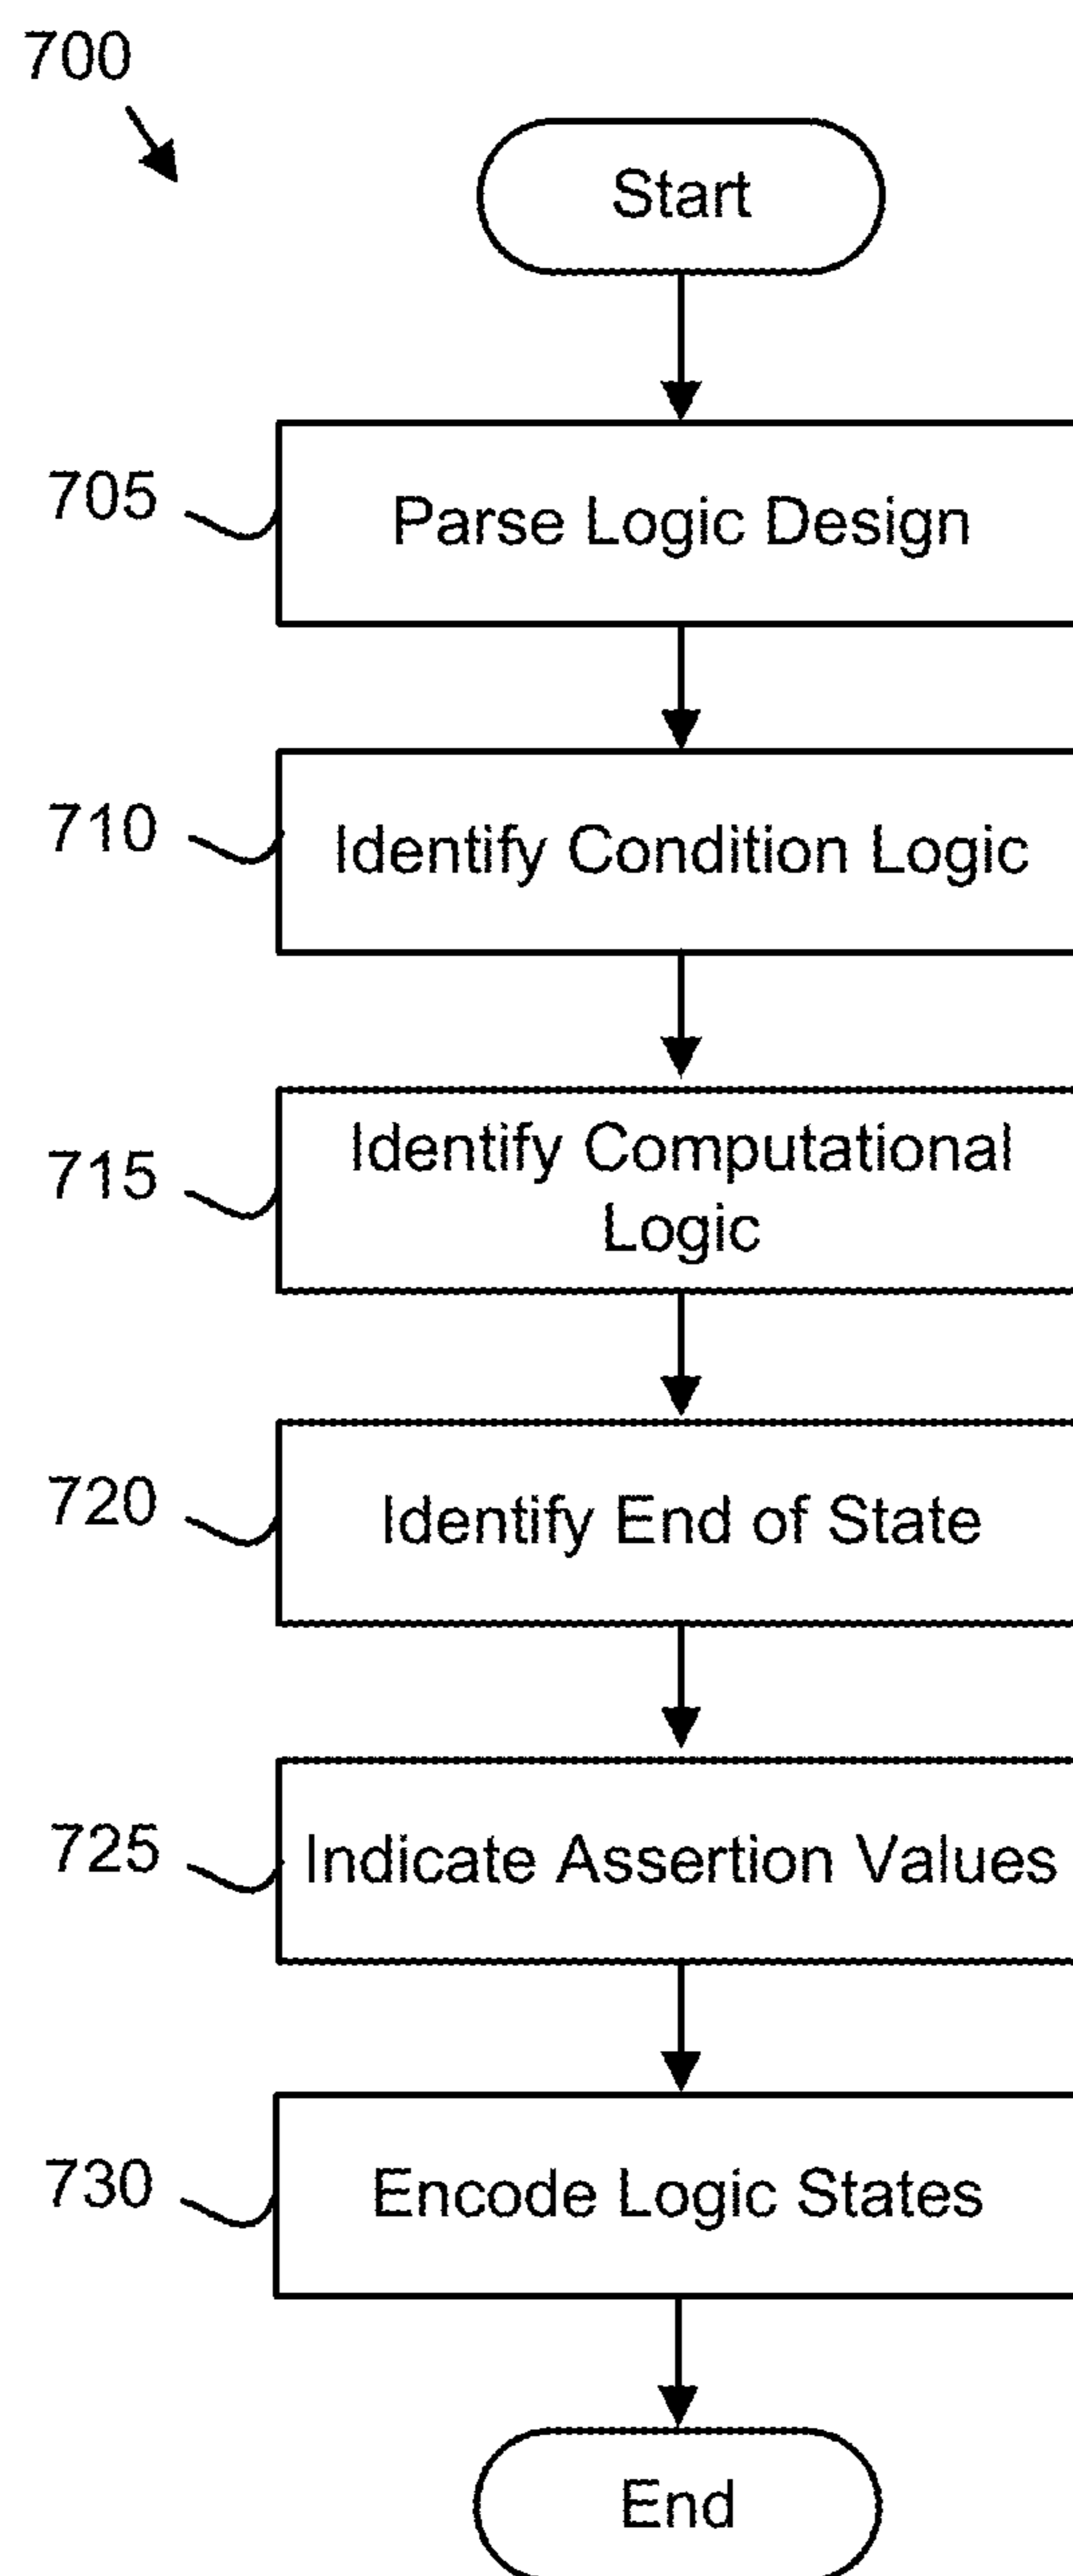 700
Start
705
Parse Logic Design
710
Identify Condition Logic
715
Identify Computational
Logic
720
Identify End of State
725
Indicate Assertion Values
730
Encode Logic States
End